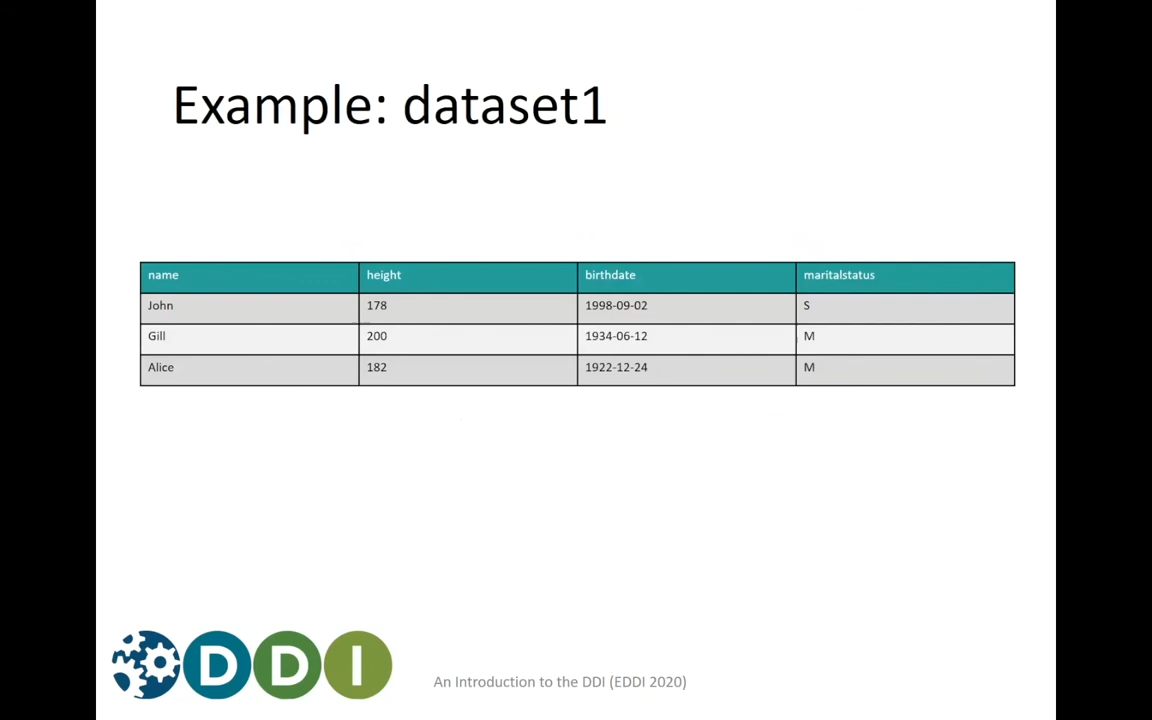 Example: dataset1
name height birthdate maritalstatus
John 178 1998-09-02 S
Gill 200 1934-06-12 M
Alice 182 1922-12-24 M
DDI
An Introduction to the DDI (EDDI 2020)